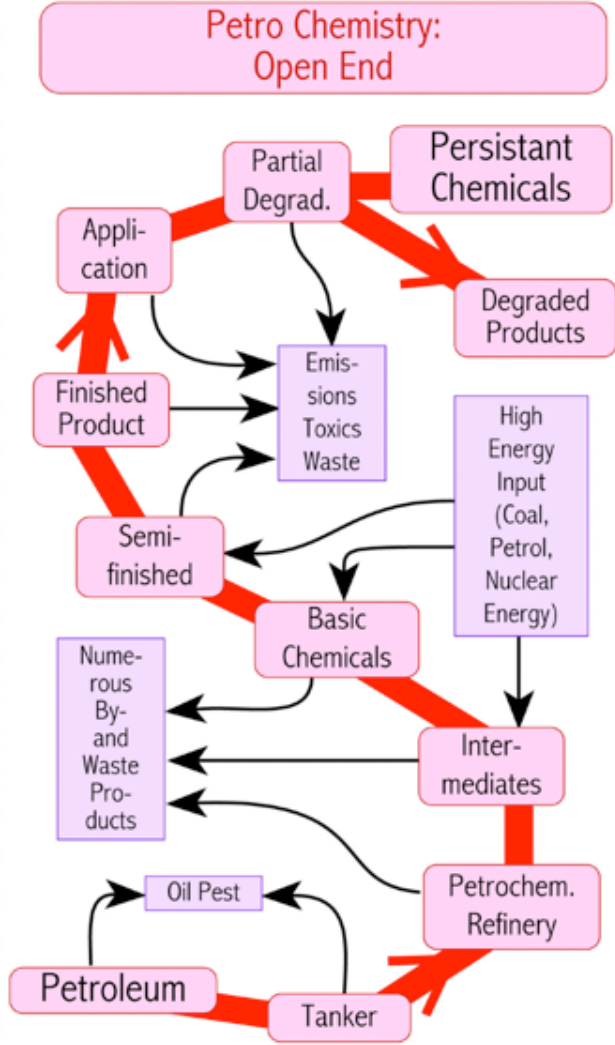 Petro Chemistry:
Open End
Partial
Degrad.
Persistant
Chemicals
Appli-
cation
Degraded
Products
Emis-
sions
Toxics
Waste
Finished
Product
High
Energy
Input
(Coal,
Petrol,
Nuclear
Energy)
Semi-
finished
Basic
Chemicals
Nume-
rous
By-
and
Waste
Pro-
ducts
Inter-
mediates
Petrochem.
Refinery
Oil Pest
Petroleum
Tanker